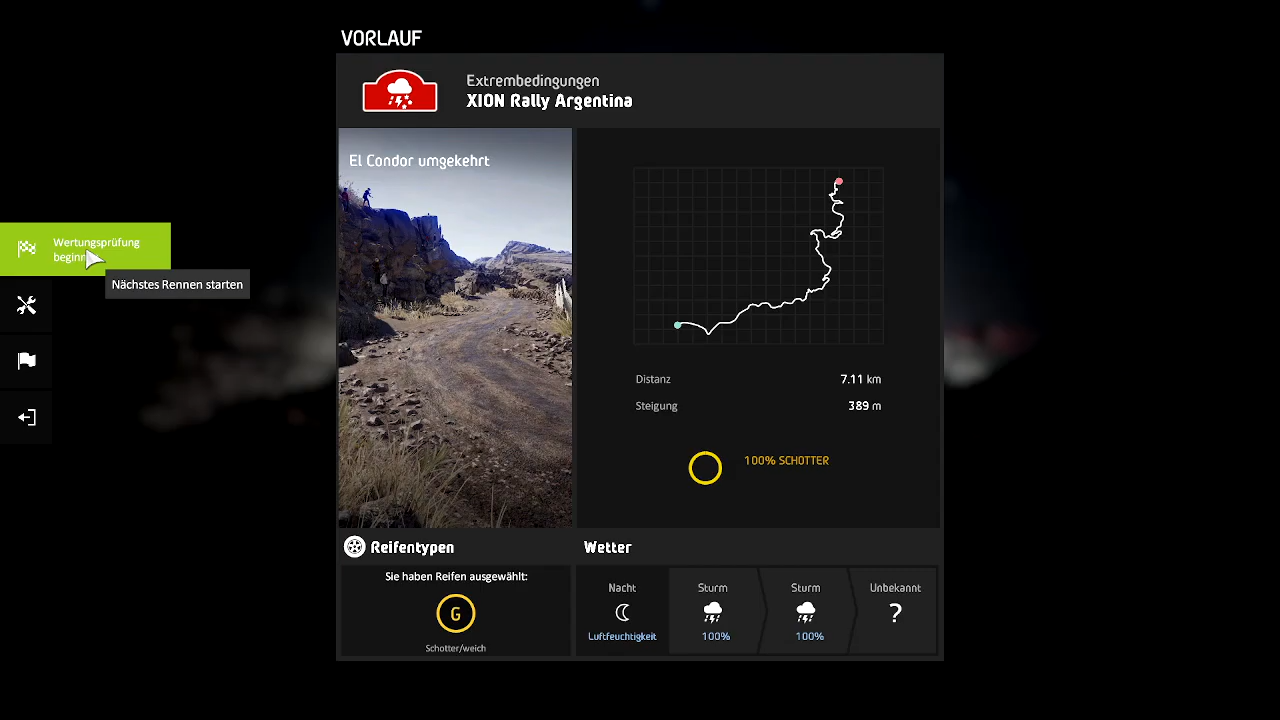 VORLAUF
Extrembedingungen
XION Rally Argentina
El Condor umgekehrt
Wertungsprüfung
Nächstes Rennen starten
Distanz 7.11 km
Steigung 389 m
100% SCHOTTER
Reifentypen
Sie haben Reifen ausgewählt:
G
Schotter/weich
Wetter
Nacht Sturm Sturm Unbekannt
?
Luftfeuchtigkeit 100% 100%